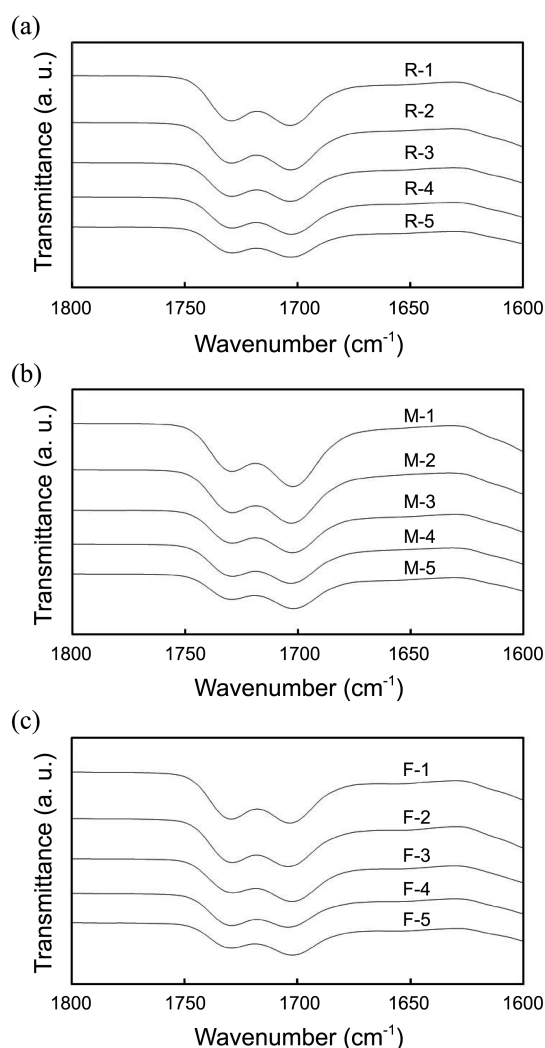 (a)
Transmittance (a. u.)
R-1
R-2
R-3
R-4
R-5
1800 1750 1700 1650 1600
Wavenumber (cm-1)
(b)
Transmittance (a. u.)
M-1
M-2
M-3
M-4
M-5
1800 1750 1700 1650 1600
Wavenumber (cm-1)
(c)
Transmittance (a. u.)
F-1
F-2
F-3
F-4
F-5
1800 1750 1700 1650 1600
Wavenumber (cm-1)